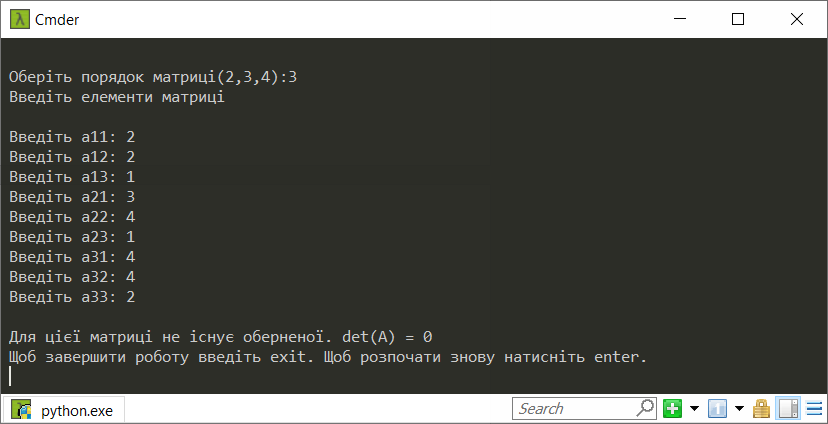 Cmder
Оберіть порядок матриці(2,3,4):3
Введіть елементи матриці
Введіть a11: 2
Введіть a12: 2
Введіть a13: 1
Введіть a21: 3
Введіть a22: 4
Введіть a23: 1
Введіть a31: 4
Введіть a32: 4
Введіть a33: 2
Для цієї матриці не існує оберненої. det(A) = 0
Щоб завершити роботу введіть exit. Щоб розпочати знову натисніть enter.
python.exe
Search